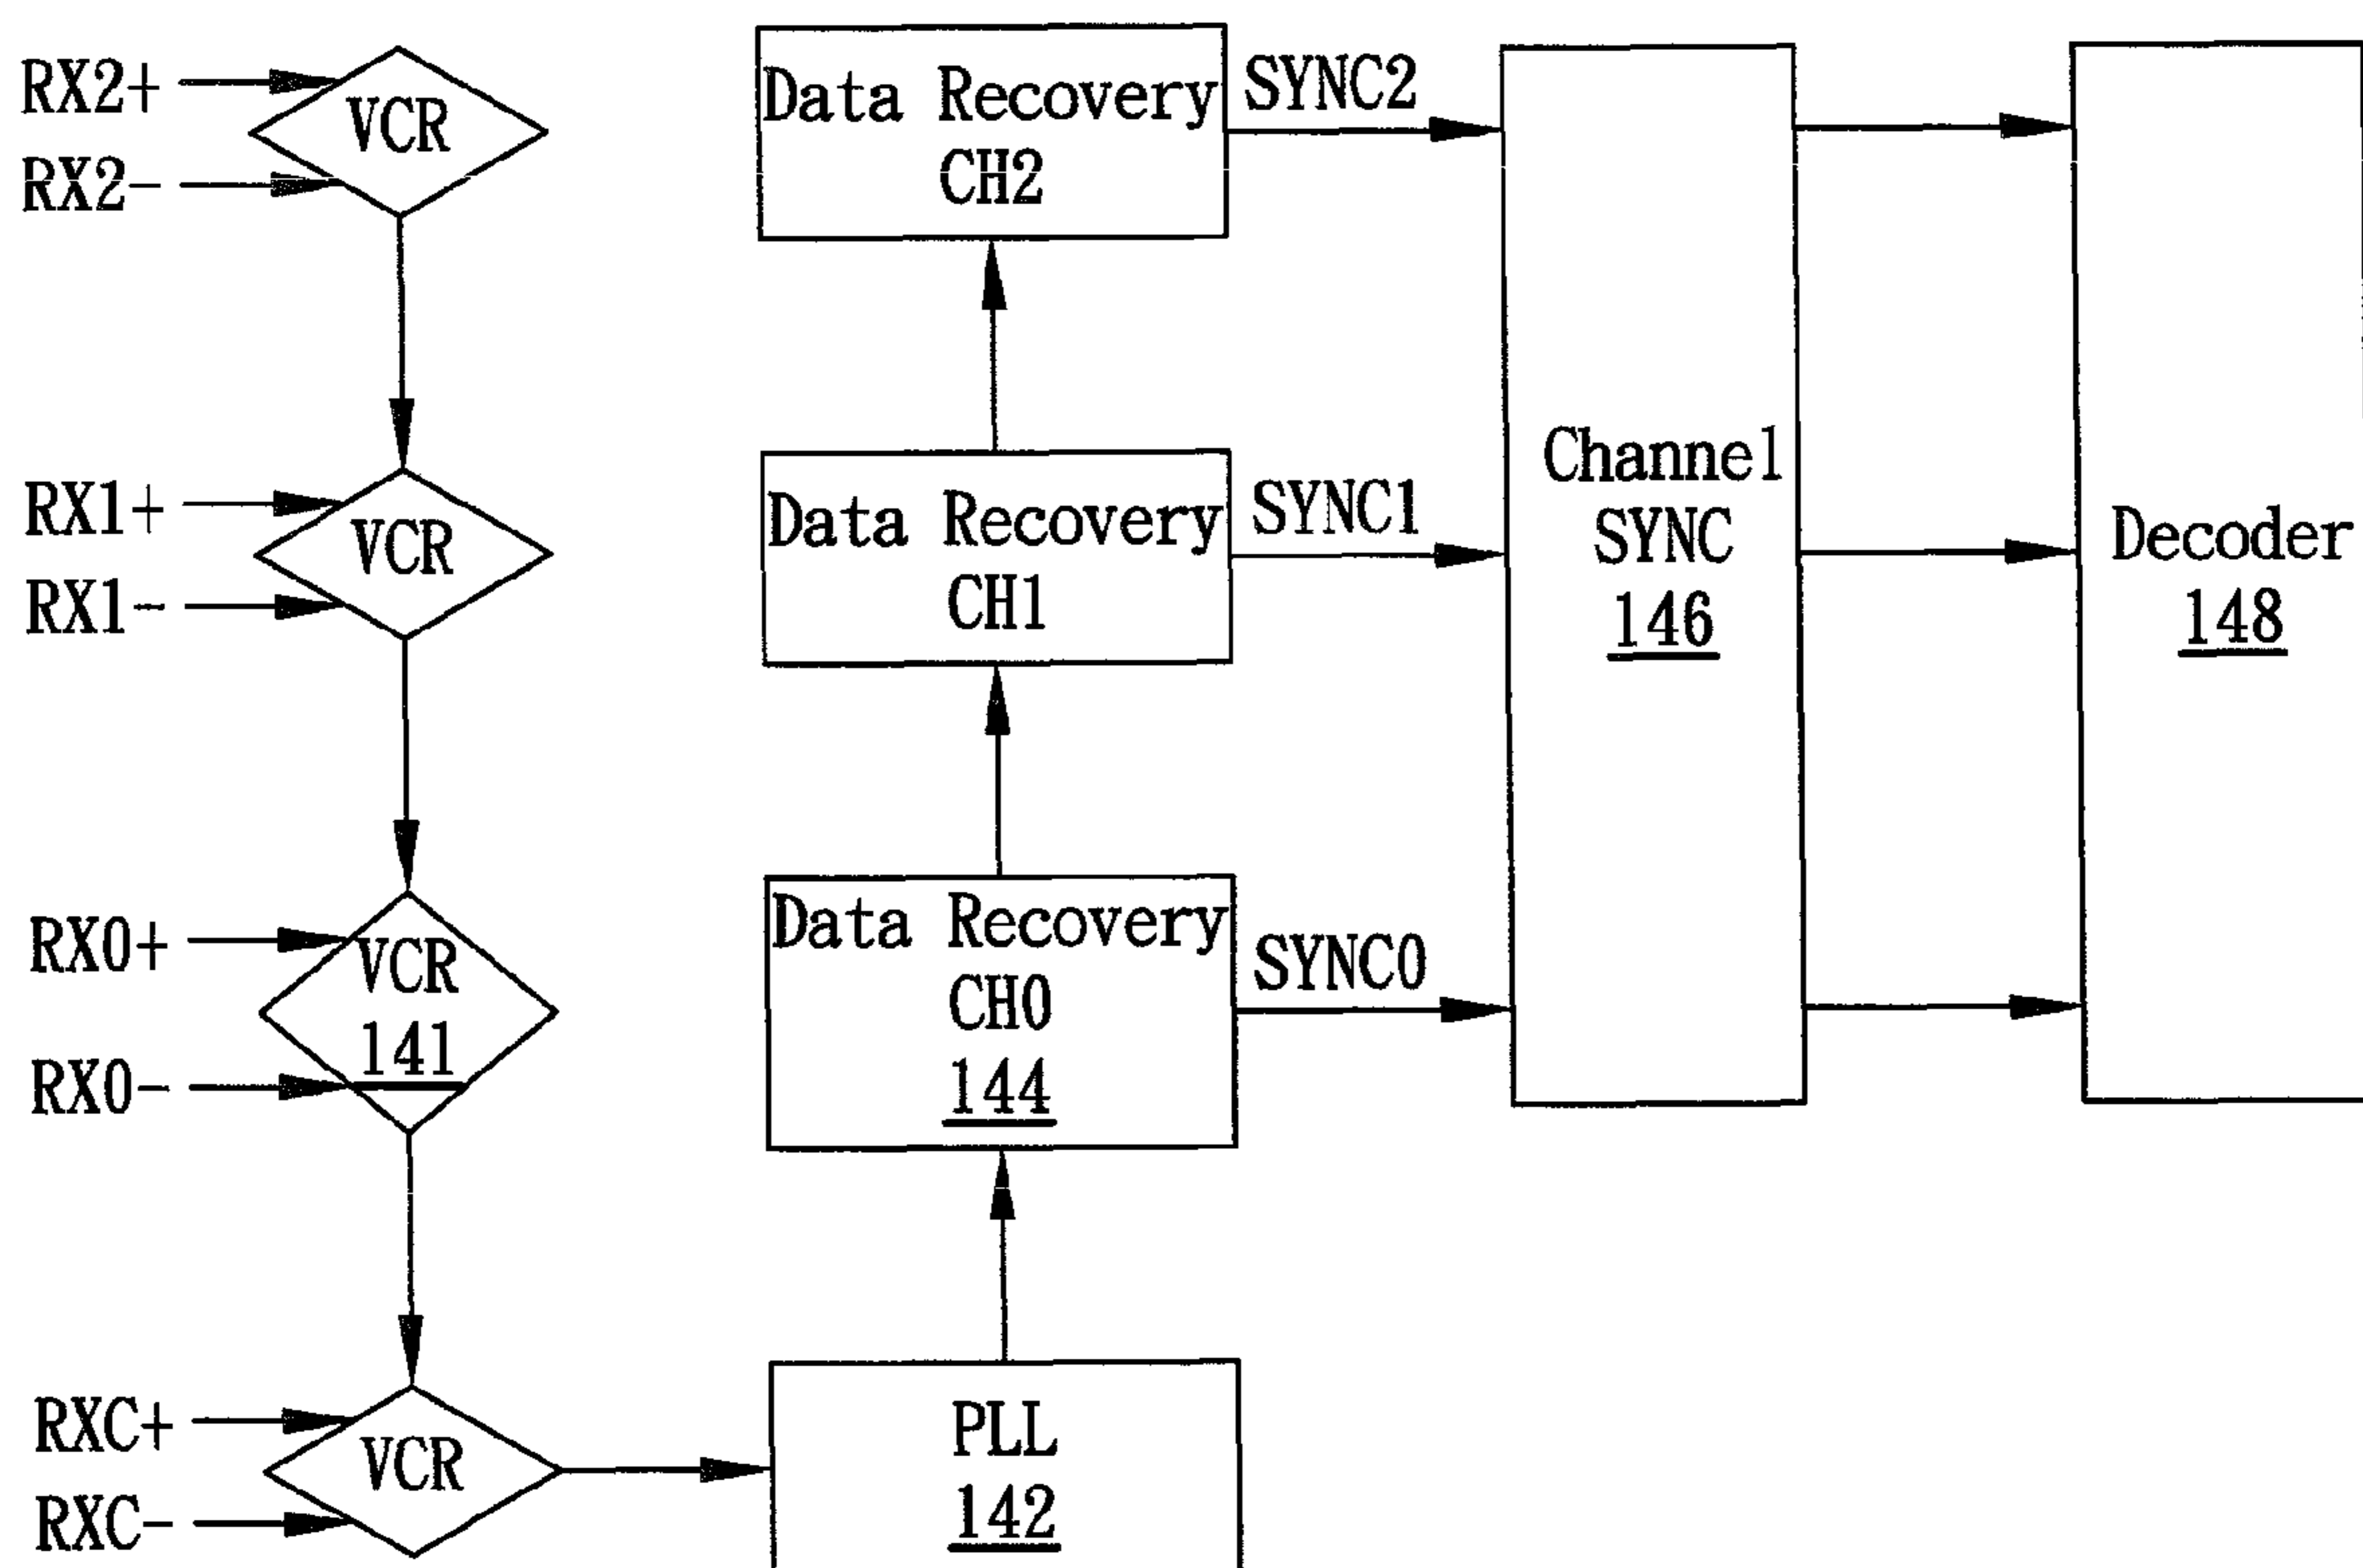 RX2+
RX2-
VCR
RX1+
RX1-
VCR
RX0+
RX0-
VCR
141
RXC+
RXC-
VCR
Data Recovery
CH2
SYNC2
Data Recovery
CH1
SYNC1
Data Recovery
CH0
144
SYNC0
PLL
142
Channel
SYNC
146
Decoder
148